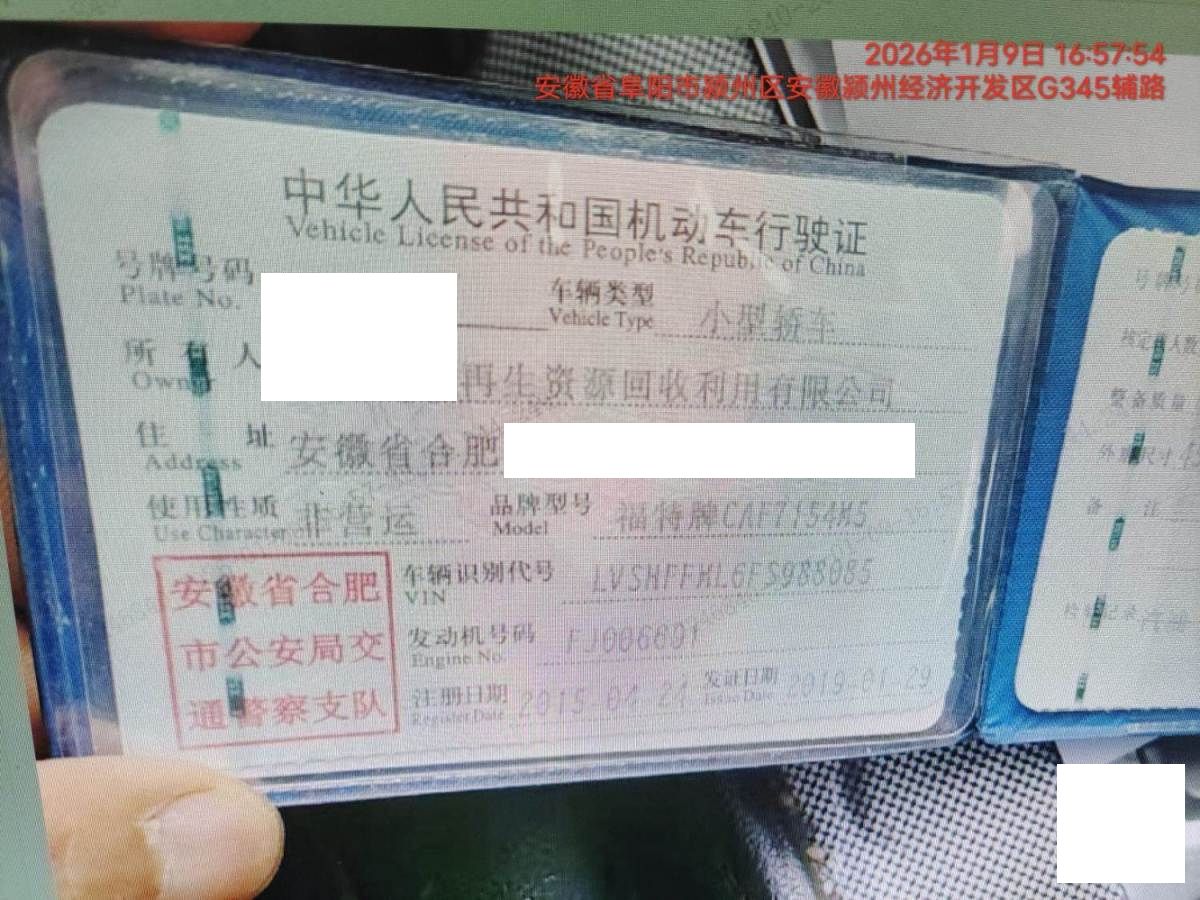 2026年1月9日 16:57:54
安徽省阜阳市颍州区安徽颍州经济开发区G345辅路
中华人民共和国机动车行驶证
Vehicle License of the People's Republic of China
号牌号码
Plate No.
车辆类型
Vehicle Type
小型轿车
所有人
Owner
再生资源回收利用有限公司
住址
Address
安徽省合肥
使用性质
Use Character
非营运
品牌型号
Model
福特牌CAF7154M5
车辆识别代号
VIN
LVSHFFML6FS988085
发动机号码
Engine No.
FJ006601
注册日期
Register Date
2015-04-24
发证日期
Issue Date
2019-01-29
安徽省合肥
市公安局交
通警察支队
整备质量
备注